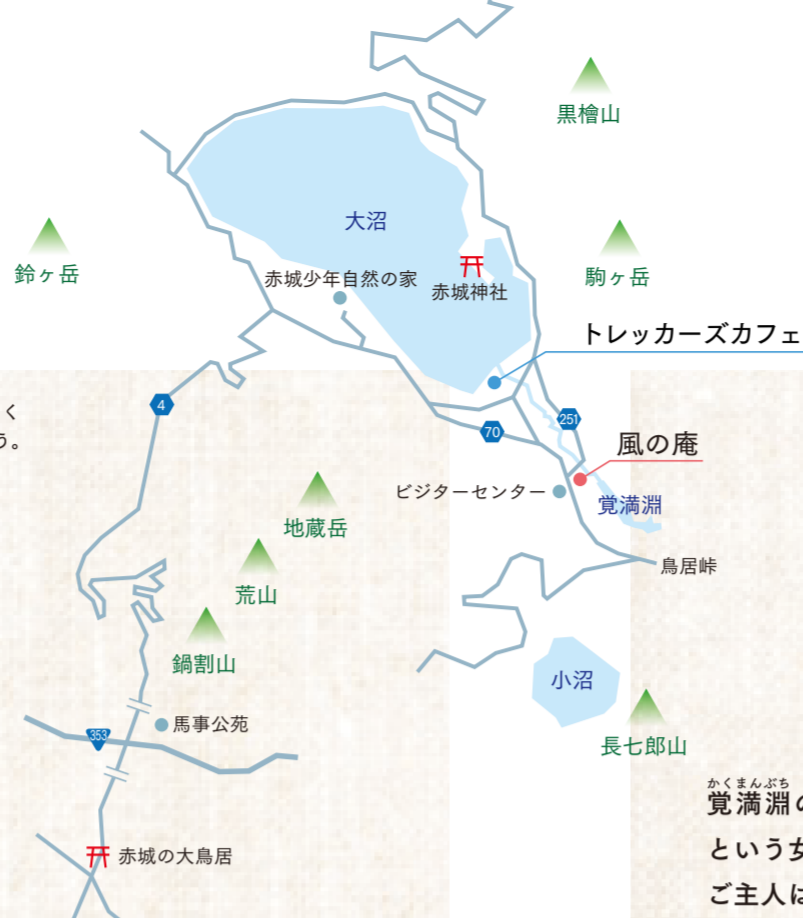 黒檜山
大沼
鈴ヶ岳
赤城少年自然の家
赤城神社
駒ヶ岳
トレッカーズカフェ
く
う。
4
70
251
風の庵
ビジターセンター
覚満淵
地蔵岳
鳥居峠
荒山
鍋割山
小沼
馬事公苑
353
長七郎山
かくまんぶち
覚満淵の
という女
赤城の大鳥居
ご主人は